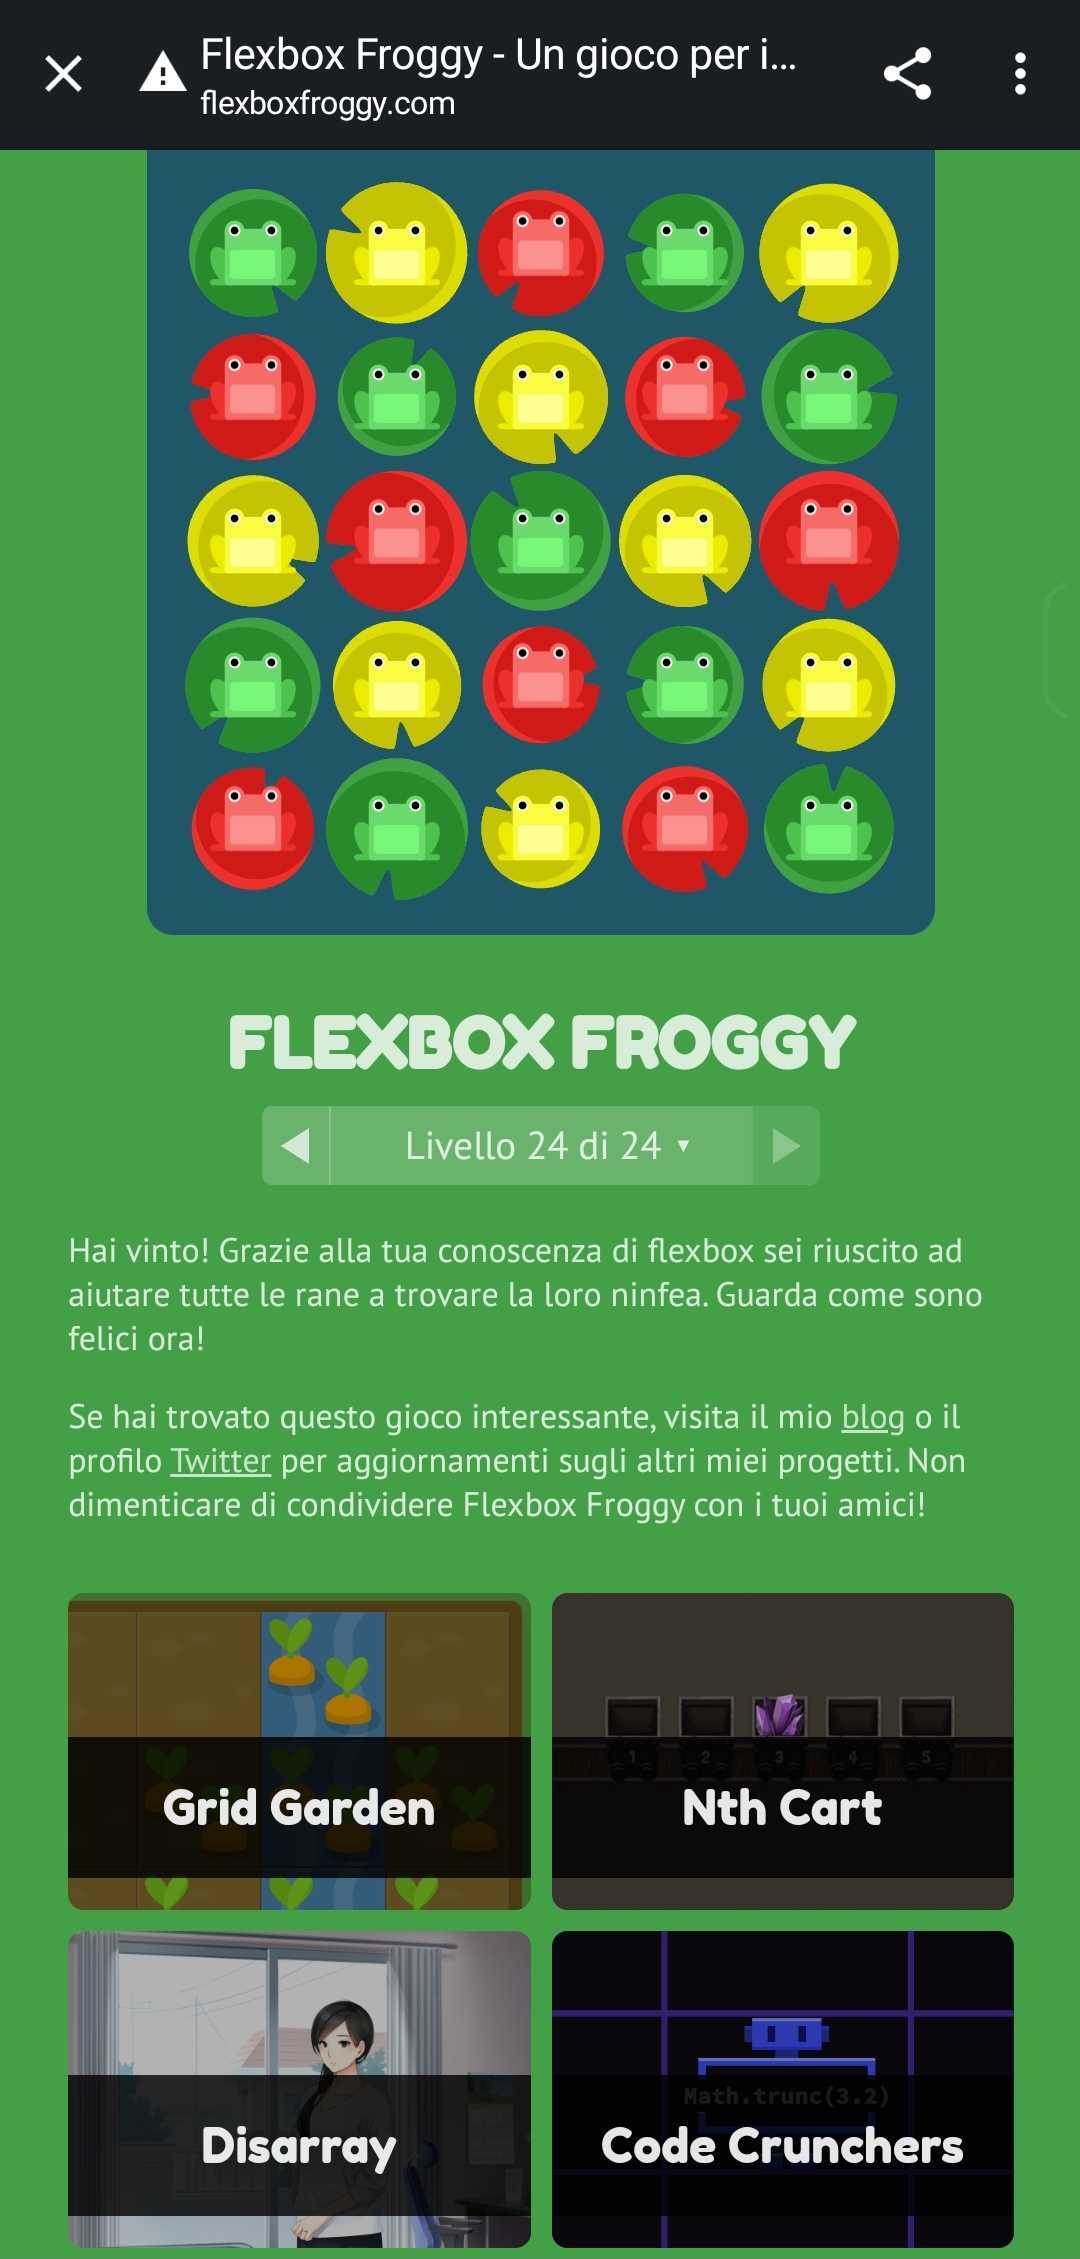 Flexbox Froggy - Un gioco per i...
flexboxfroggy.com
FLEXBOX FROGGY
Livello 24 di 24
Hai vinto! Grazie alla tua conoscenza di flexbox sei riuscito ad
aiutare tutte le rane a trovare la loro ninfea. Guarda come sono
felici ora!
Se hai trovato questo gioco interessante, visita il mio blog o il
profilo Twitter per aggiornamenti sugli altri miei progetti. Non
dimenticare di condividere Flexbox Froggy con i tuoi amici!
1 2 3 4 5
Grid Garden
Nth Cart
Math.trunc(3.2)
Disarray
Code Crunchers